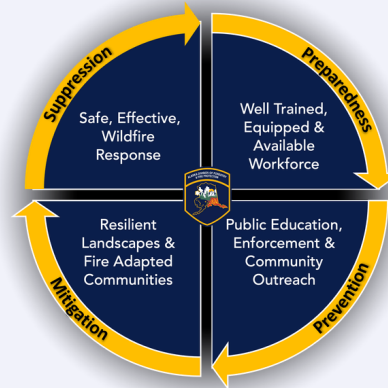 Suppression
Safe, Effective,
Wildfire
Response
Preparedness
Well Trained,
Equipped &
Available
Workforce
Resilient
Landscapes &
Fire Adapted
Communities
Mitigation
Public Education,
Enforcement &
Community
Outreach
Prevention